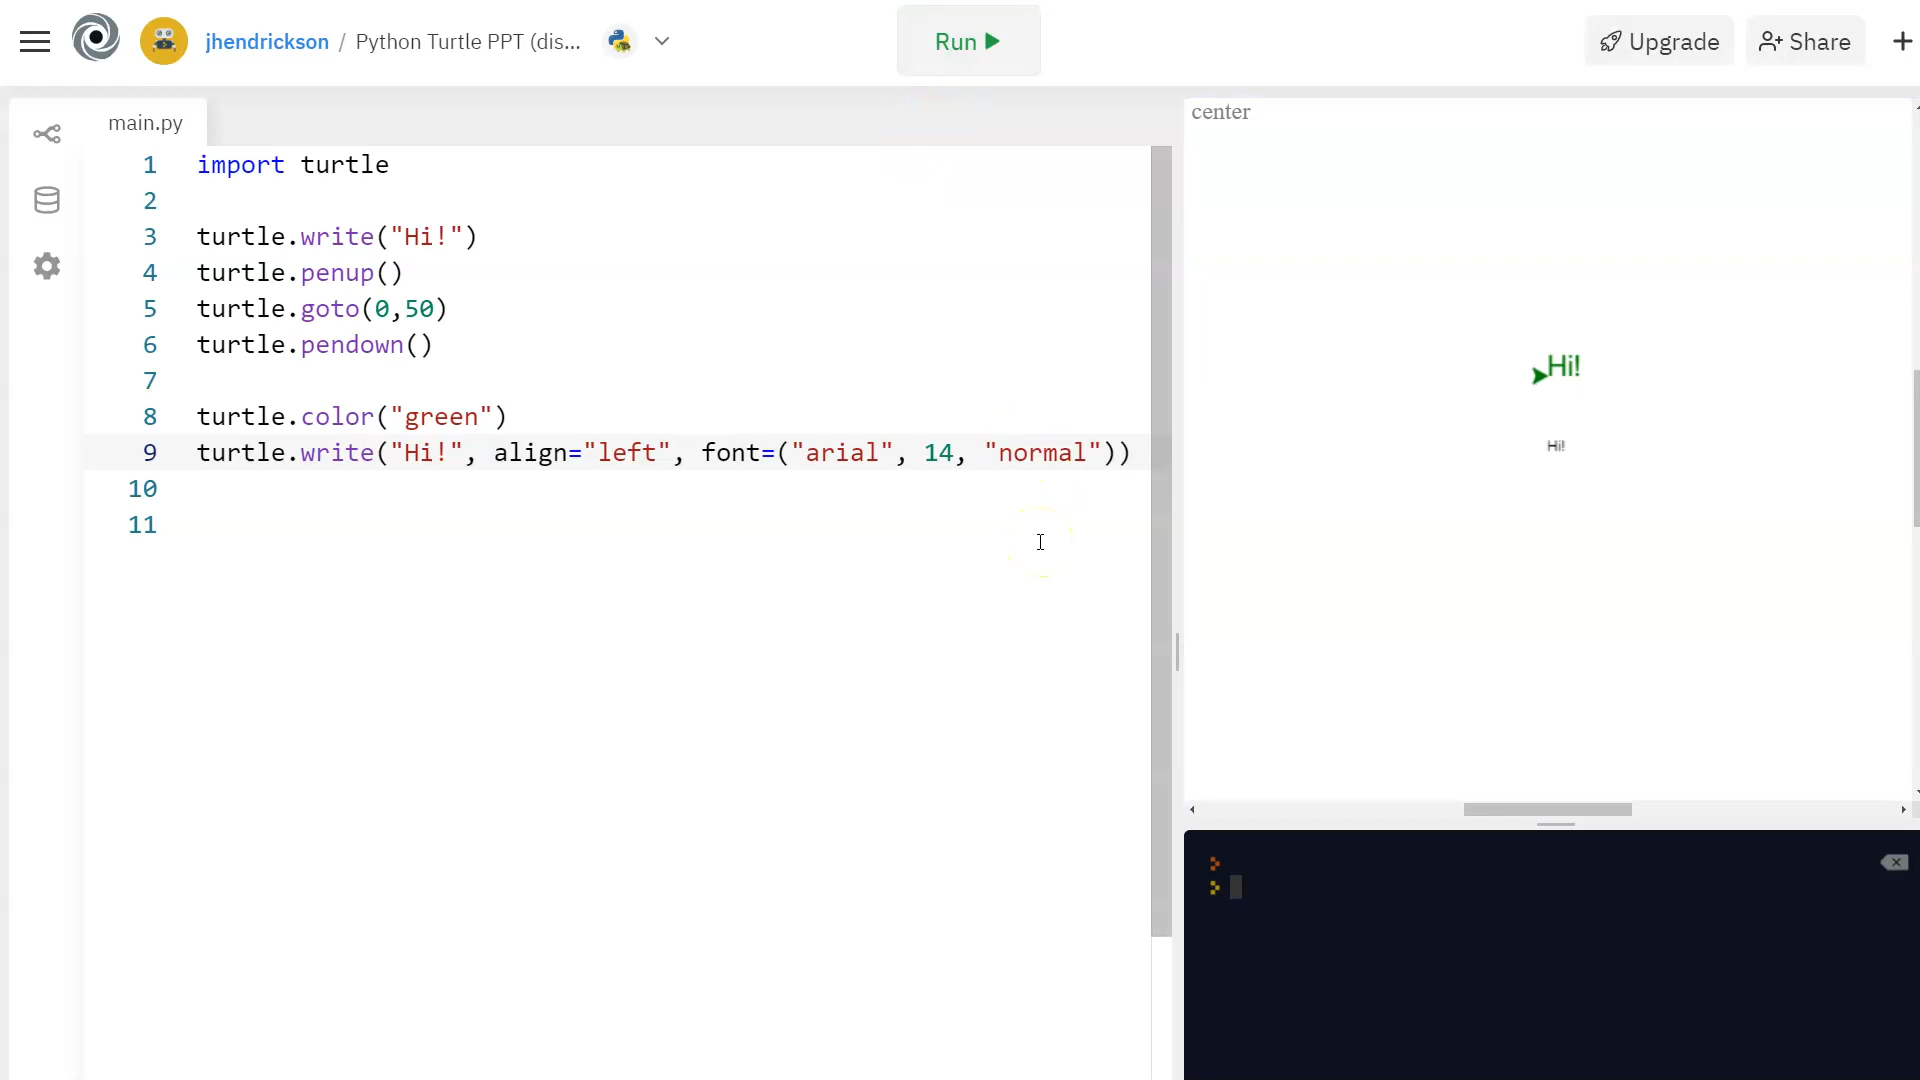 jhendrickson / Python Turtle PPT (dis...
Run
Upgrade
Share
main.py
1 import turtle
2
3 turtle.write("Hi!")
4 turtle.penup()
5 turtle.goto(0,50)
6 turtle.pendown()
7
8 turtle.color("green")
9 turtle.write("Hi!", align="left", font=("arial", 14, "normal"))
10
11
center
Hi!
Hi!